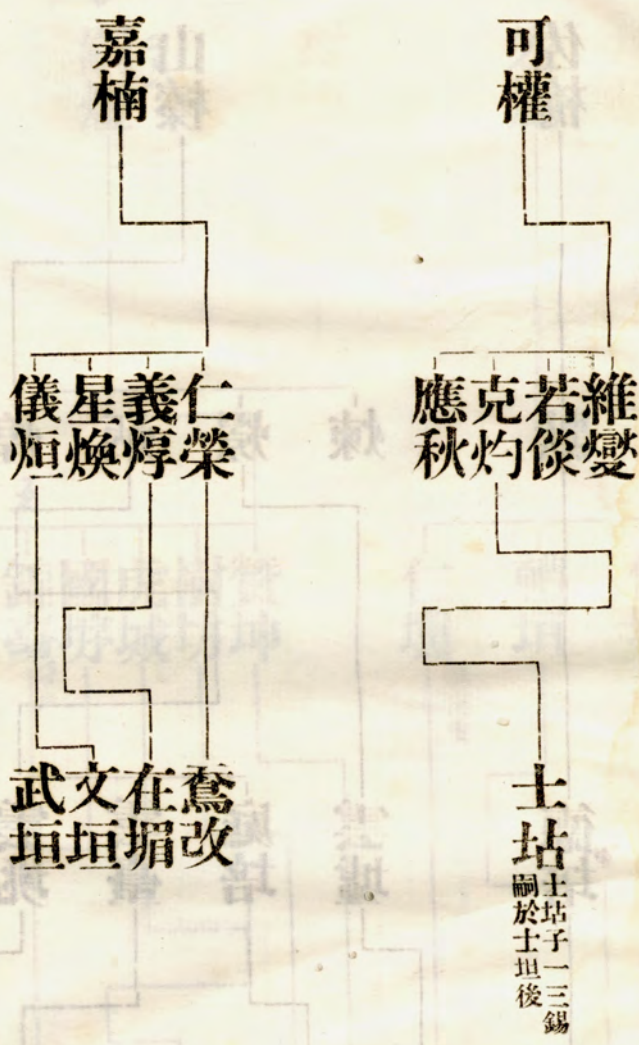 可權
維燮
若倓
克灼
應秋
士坫
士坫子一三錫
嗣於士坦後
嘉楠
仁榮
義焞
星煥
儀烜
改
在堳
文垣
武垣